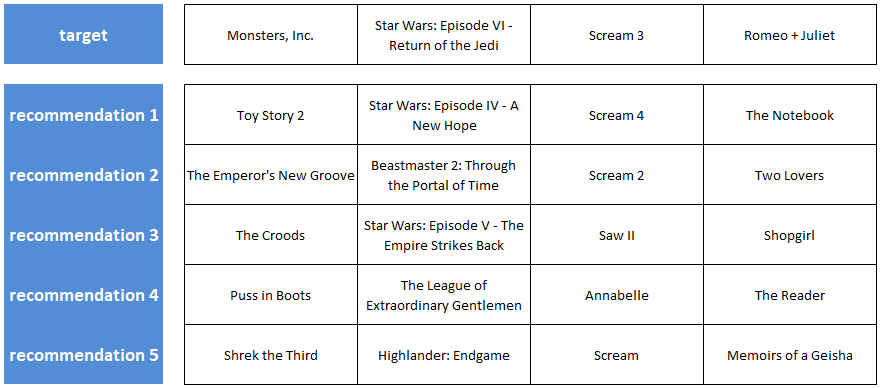 target
Monsters, Inc.
Star Wars: Episode VI -
Return of the Jedi
Scream 3
Romeo + Juliet
recommendation 1
Toy Story 2
Star Wars: Episode IV - A
New Hope
Scream 4
The Notebook
recommendation 2
The Emperor's New Groove
Beastmaster 2: Through
the Portal of Time
Scream 2
Two Lovers
recommendation 3
The Croods
Star Wars: Episode V - The
Empire Strikes Back
Saw II
Shopgirl
recommendation 4
Puss in Boots
The League of
Extraordinary Gentlemen
Annabelle
The Reader
recommendation 5
Shrek the Third
Highlander: Endgame
Scream
Memoirs of a Geisha